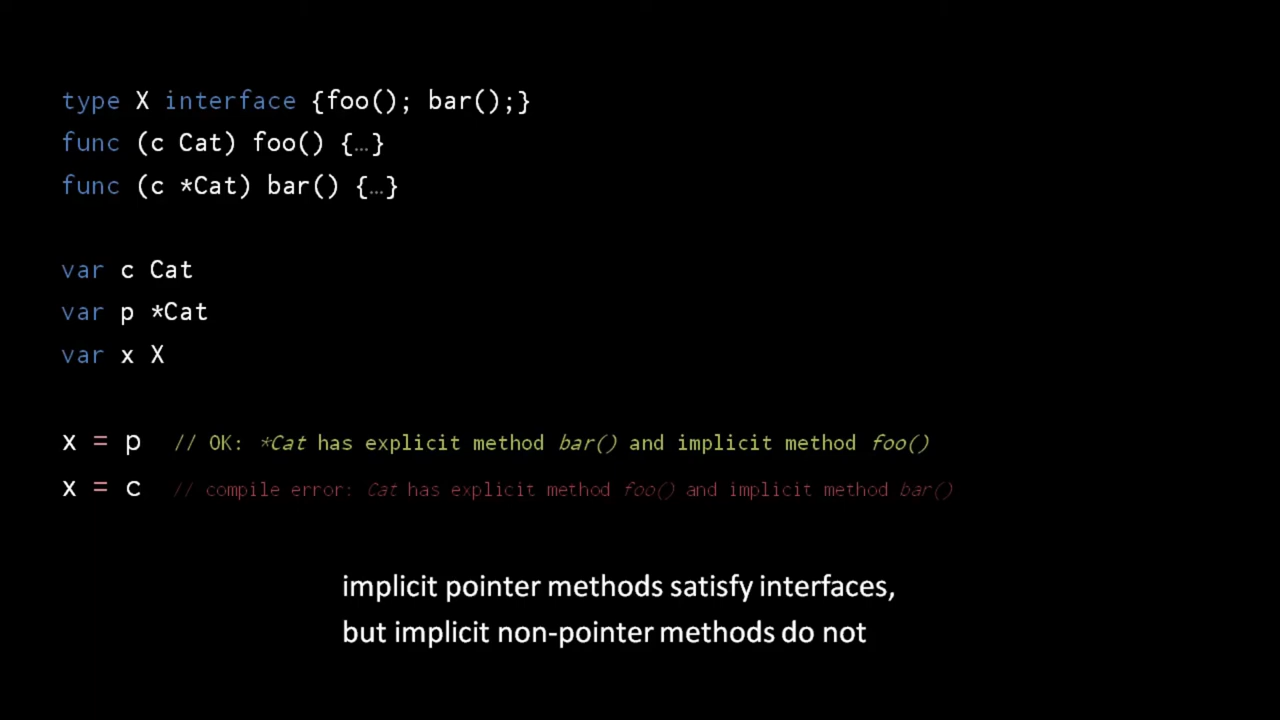 type X interface {foo(); bar();}
func (c Cat) foo() {…}
func (c *Cat) bar() {…}
var c Cat
var p *Cat
var x X
x = p // OK: *Cat has explicit method bar() and implicit method foo()
x = c // compile error: Cat has explicit method foo() and implicit method bar()
implicit pointer methods satisfy interfaces,
but implicit non-pointer methods do not